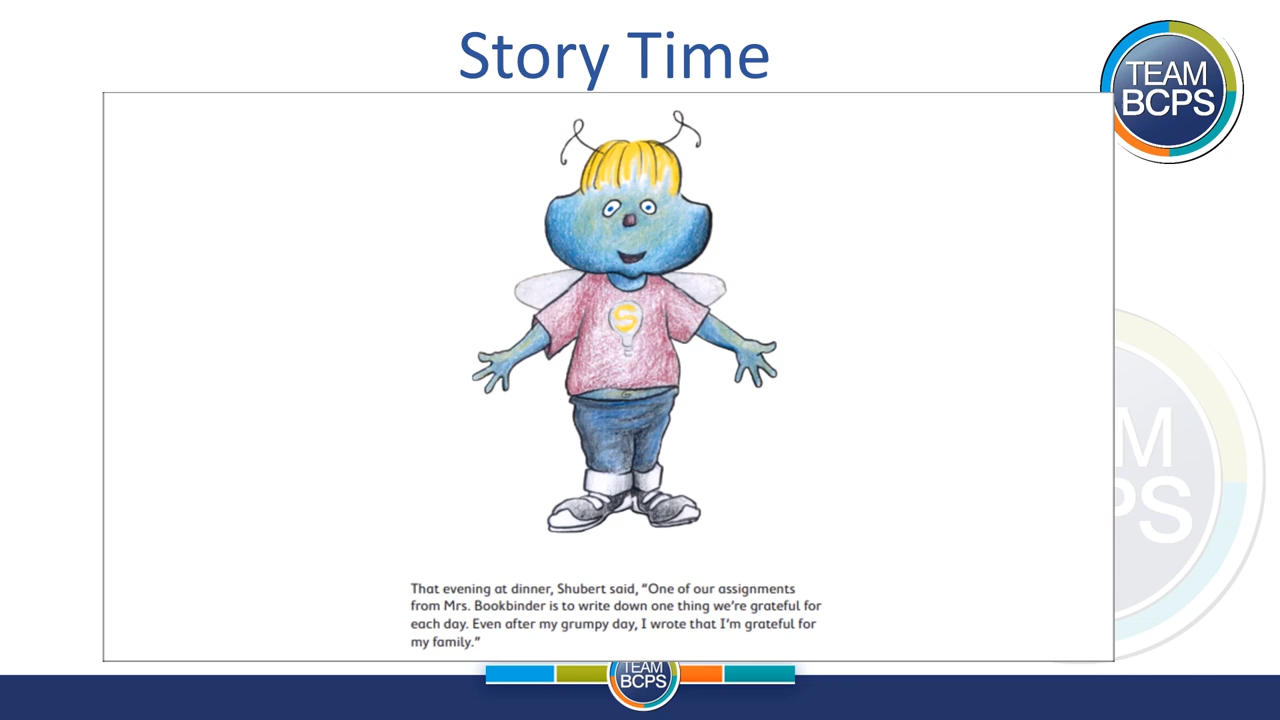 Story Time
TEAM
BCPS
S
That evening at dinner, Shubert said, “One of our assignments
from Mrs. Bookbinder is to write down one thing we’re grateful for
each day. Even after my grumpy day, I wrote that I’m grateful for
my family.”
M
PS
TEAM
BCPS